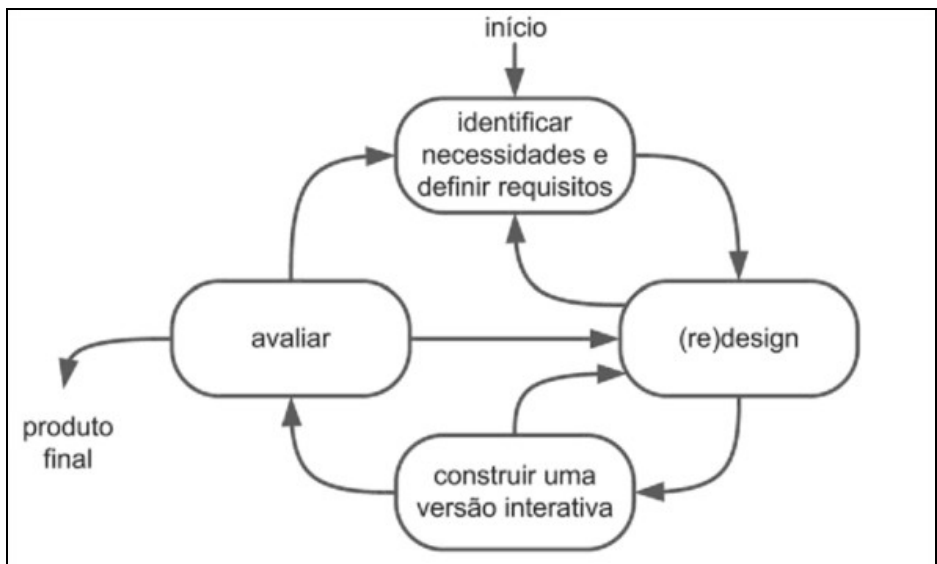 início
identificar
necessidades e
definir requisitos
avaliar
(re)design
produto
final
construir uma
versão interativa